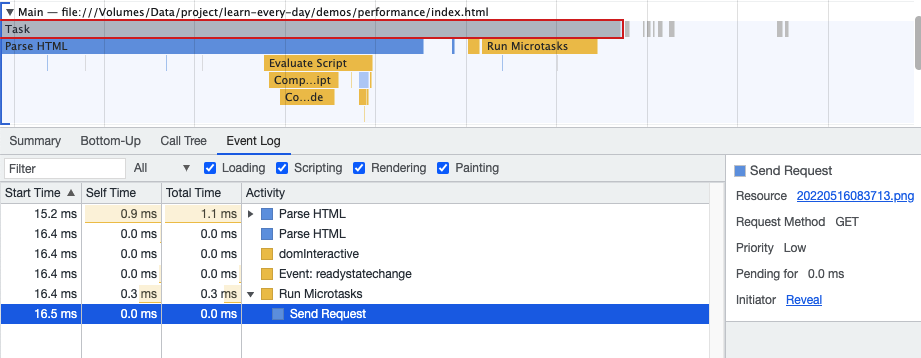 ▼ Main — file:///Volumes/Data/project/learn-every-day/demos/performance/index.html
Task
Parse HTML
Run Microtasks
Evaluate Script
Comp...ipt
Co...de
Summary Bottom-Up Call Tree Event Log
Filter All ▼ Loading Scripting Rendering Painting
Start Time ▲ Self Time Total Time Activity
15.2 ms 0.9 ms 1.1 ms ▶ Parse HTML
16.4 ms 0.0 ms 0.0 ms Parse HTML
16.4 ms 0.0 ms 0.0 ms domInteractive
16.4 ms 0.0 ms 0.0 ms Event: readystatechange
16.4 ms 0.3 ms 0.3 ms ▼ Run Microtasks
16.5 ms 0.0 ms 0.0 ms Send Request
Send Request
Resource 20220516083713.png
Request Method GET
Priority Low
Pending for 0.0 ms
Initiator Reveal